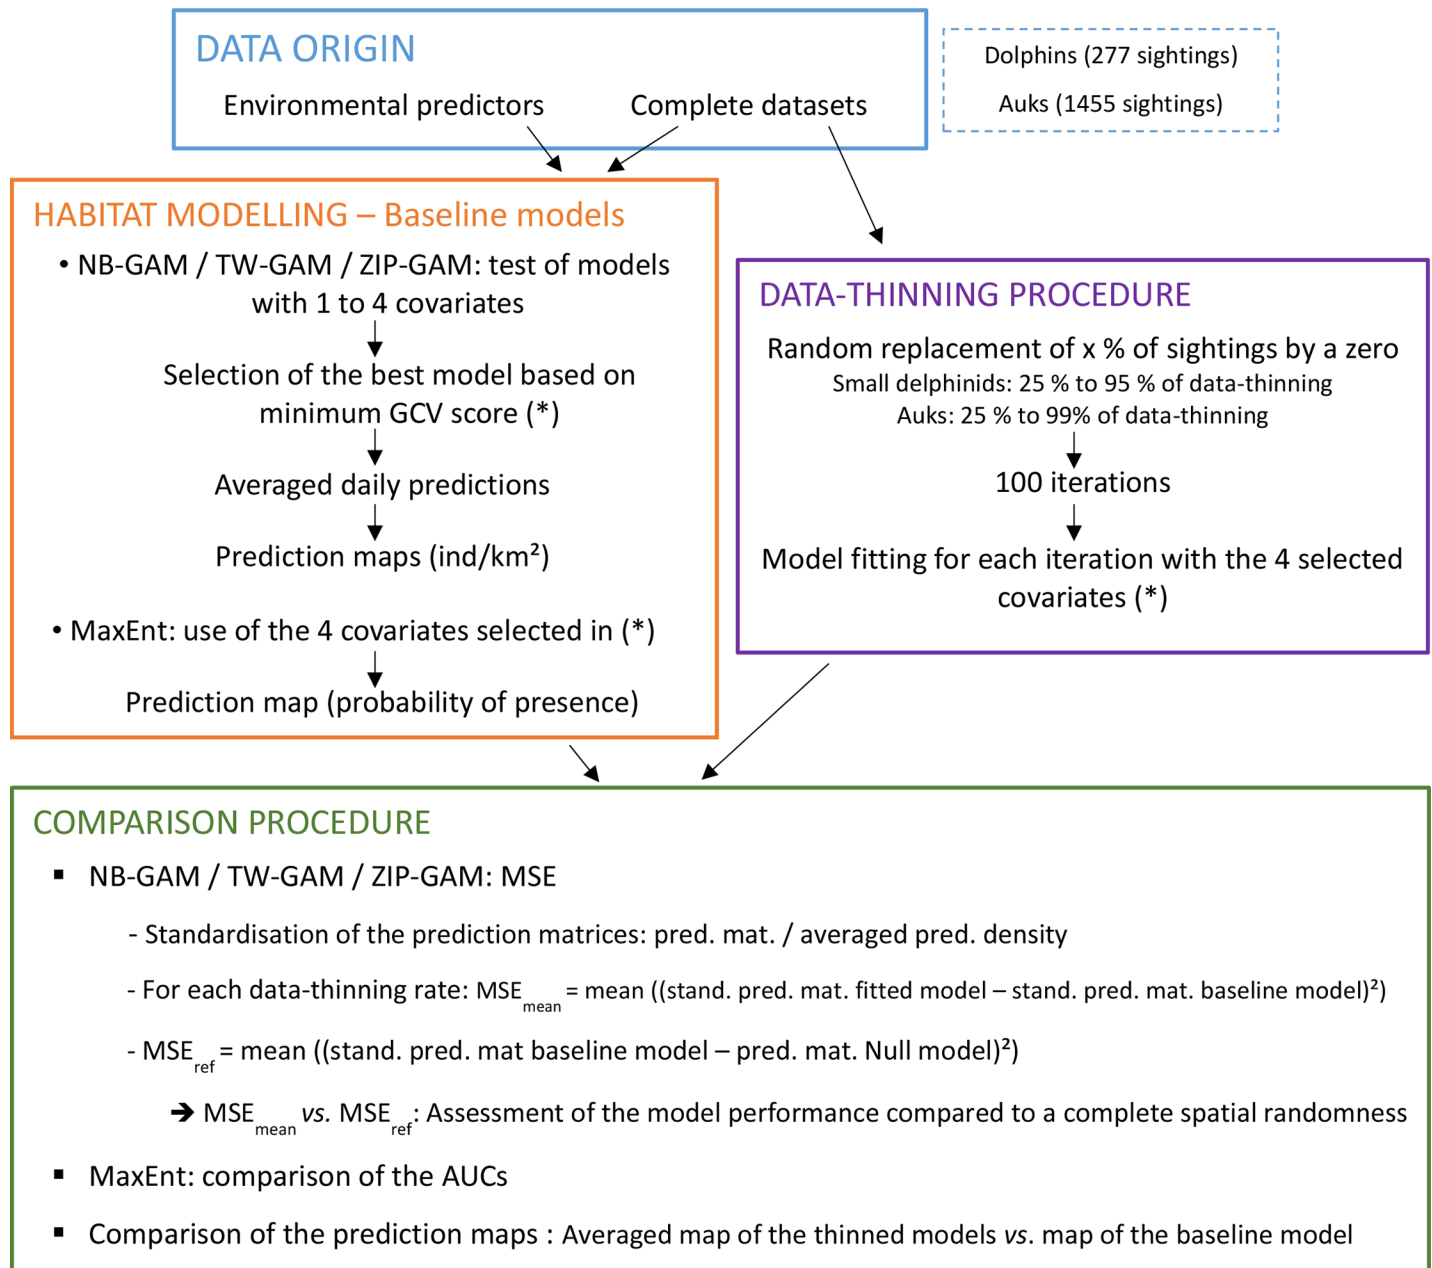 DATA ORIGIN
Environmental predictors
Complete datasets
Dolphins (277 sightings)
Auks (1455 sightings)
HABITAT MODELLING – Baseline models
• NB-GAM / TW-GAM / ZIP-GAM: test of models
with 1 to 4 covariates
Selection of the best model based on
minimum GCV score (*)
Averaged daily predictions
Prediction maps (ind/km²)
• MaxEnt: use of the 4 covariates selected in (*)
Prediction map (probability of presence)
DATA-THINNING PROCEDURE
Random replacement of x % of sightings by a zero
Small delphinids: 25 % to 95 % of data-thinning
Auks: 25 % to 99% of data-thinning
100 iterations
Model fitting for each iteration with the 4 selected
covariates (*)
COMPARISON PROCEDURE
▪ NB-GAM / TW-GAM / ZIP-GAM: MSE
- Standardisation of the prediction matrices: pred. mat. / averaged pred. density
- For each data-thinning rate: MSEmean = mean ((stand. pred. mat. fitted model – stand. pred. mat. baseline model)²)
- MSEref = mean ((stand. pred. mat baseline model – pred. mat. Null model)²)
➔ MSEmean vs. MSEref: Assessment of the model performance compared to a complete spatial randomness
▪ MaxEnt: comparison of the AUCs
▪ Comparison of the prediction maps : Averaged map of the thinned models vs. map of the baseline model